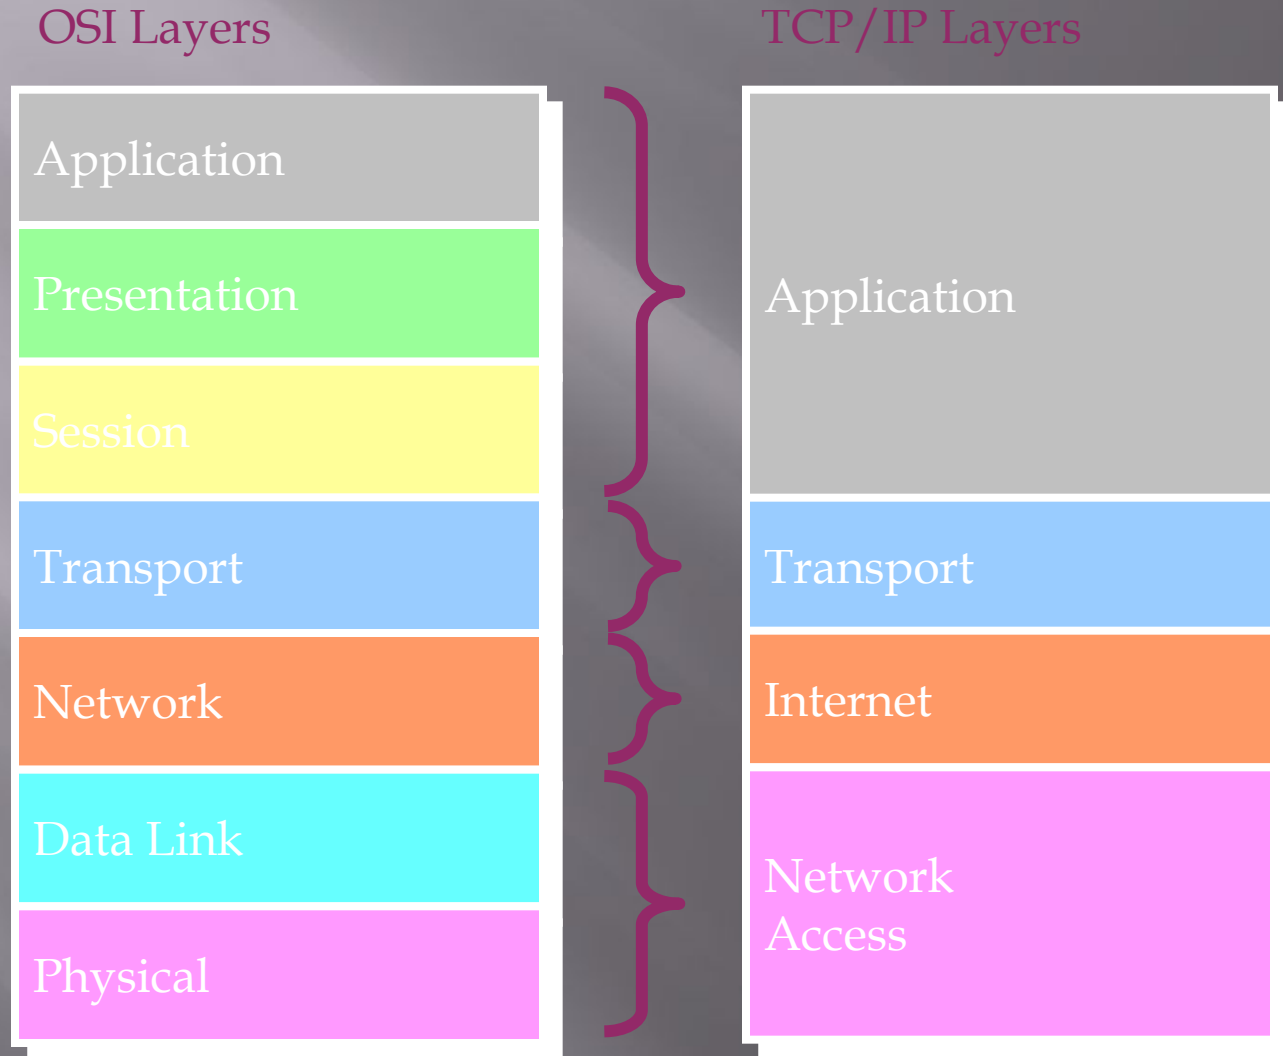 OSI Layers
TCP/IP Layers
Application
Presentation
Session
Transport
Network
Data Link
Physical
Application
Transport
Internet
Network
Access